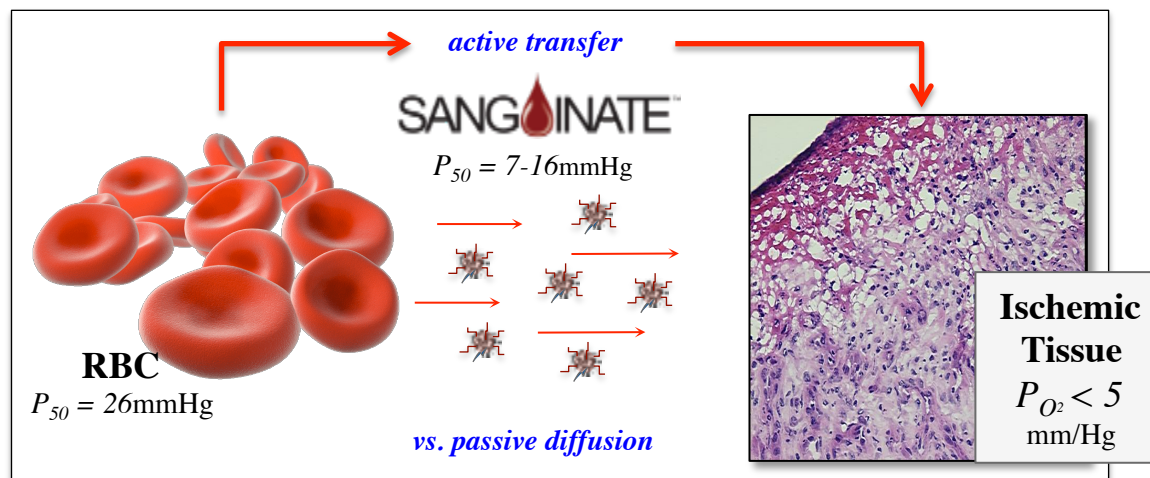 active transfer
SANGUINATE™
P50 = 7-16mmHg
RBC
P50 = 26mmHg
vs. passive diffusion
Ischemic
Tissue
PO2 < 5
mm/Hg